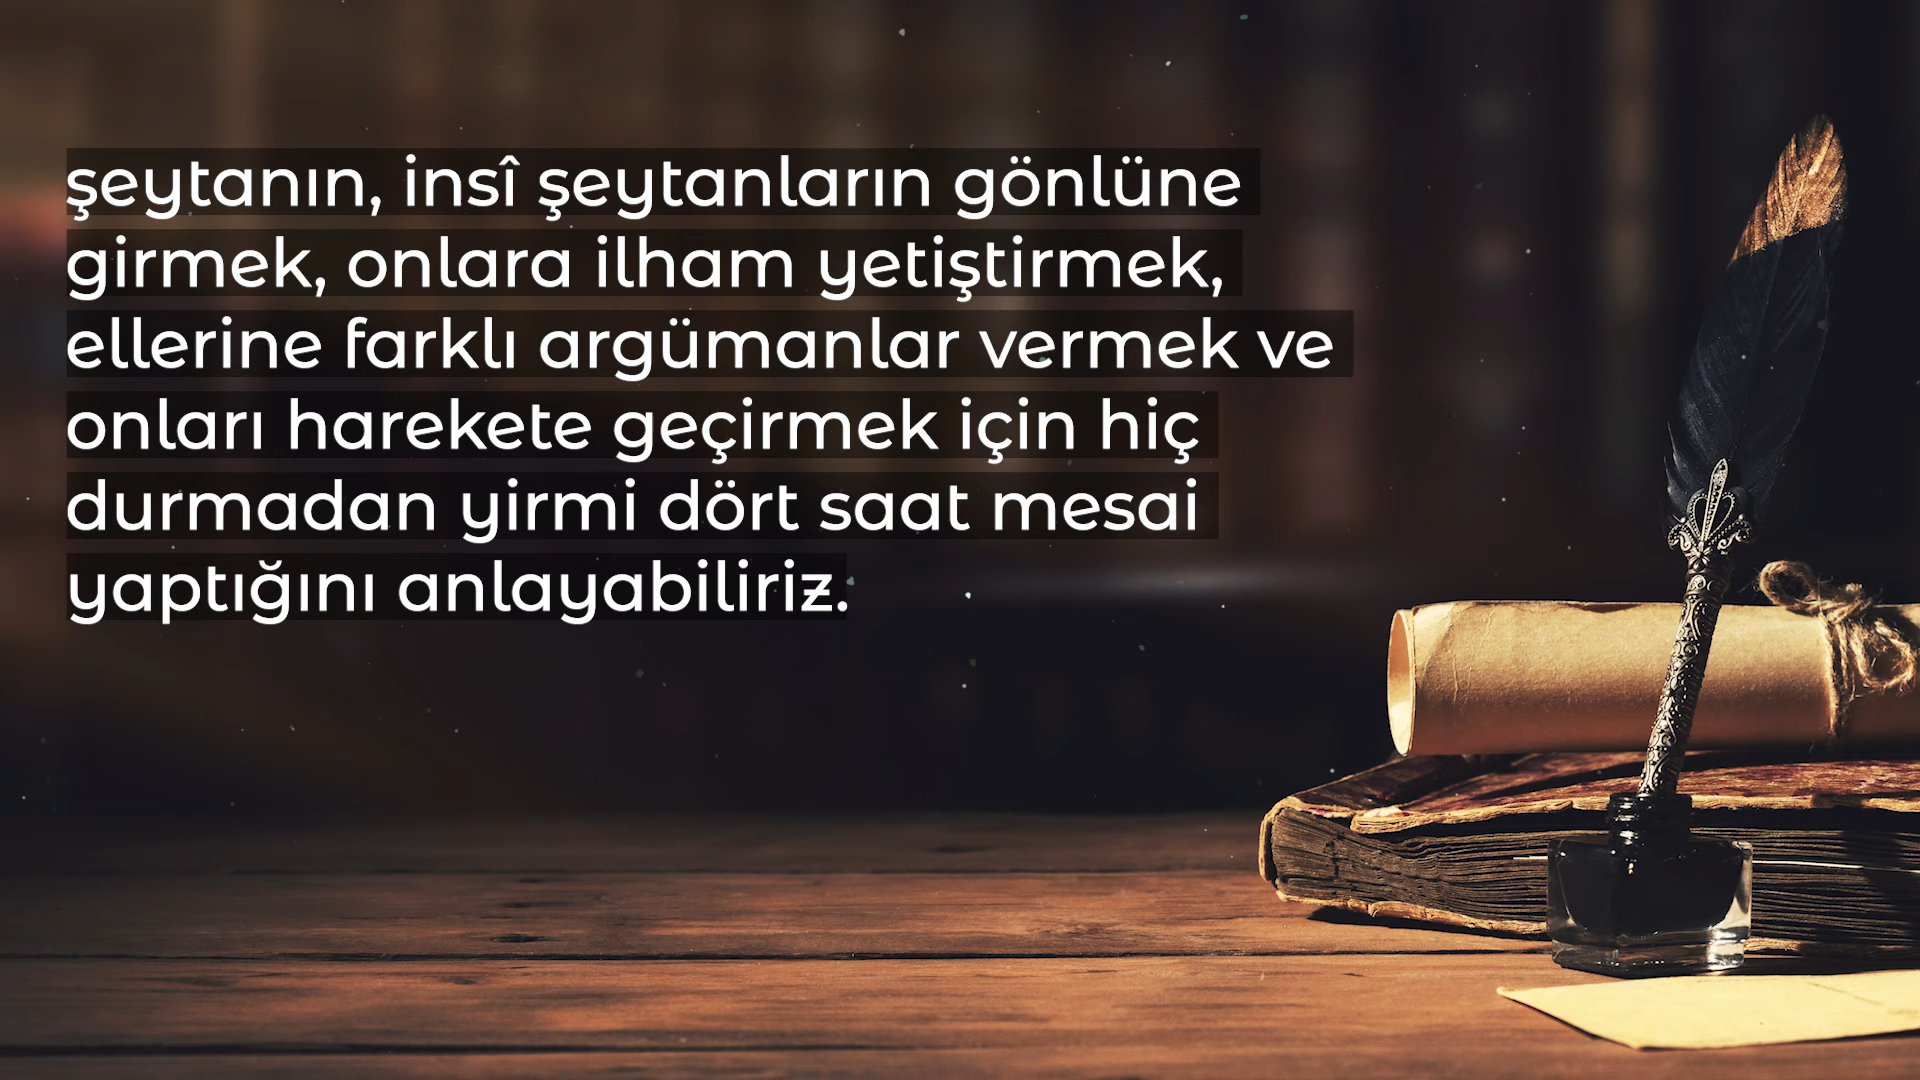 şeytanın, insî şeytanların gönlüne
girmek, onlara ilham yetiştirmek,
ellerine farklı argümanlar vermek ve
onları harekete geçirmek için hiç
durmadan yirmi dört saat mesai
yaptığını anlayabiliriz.